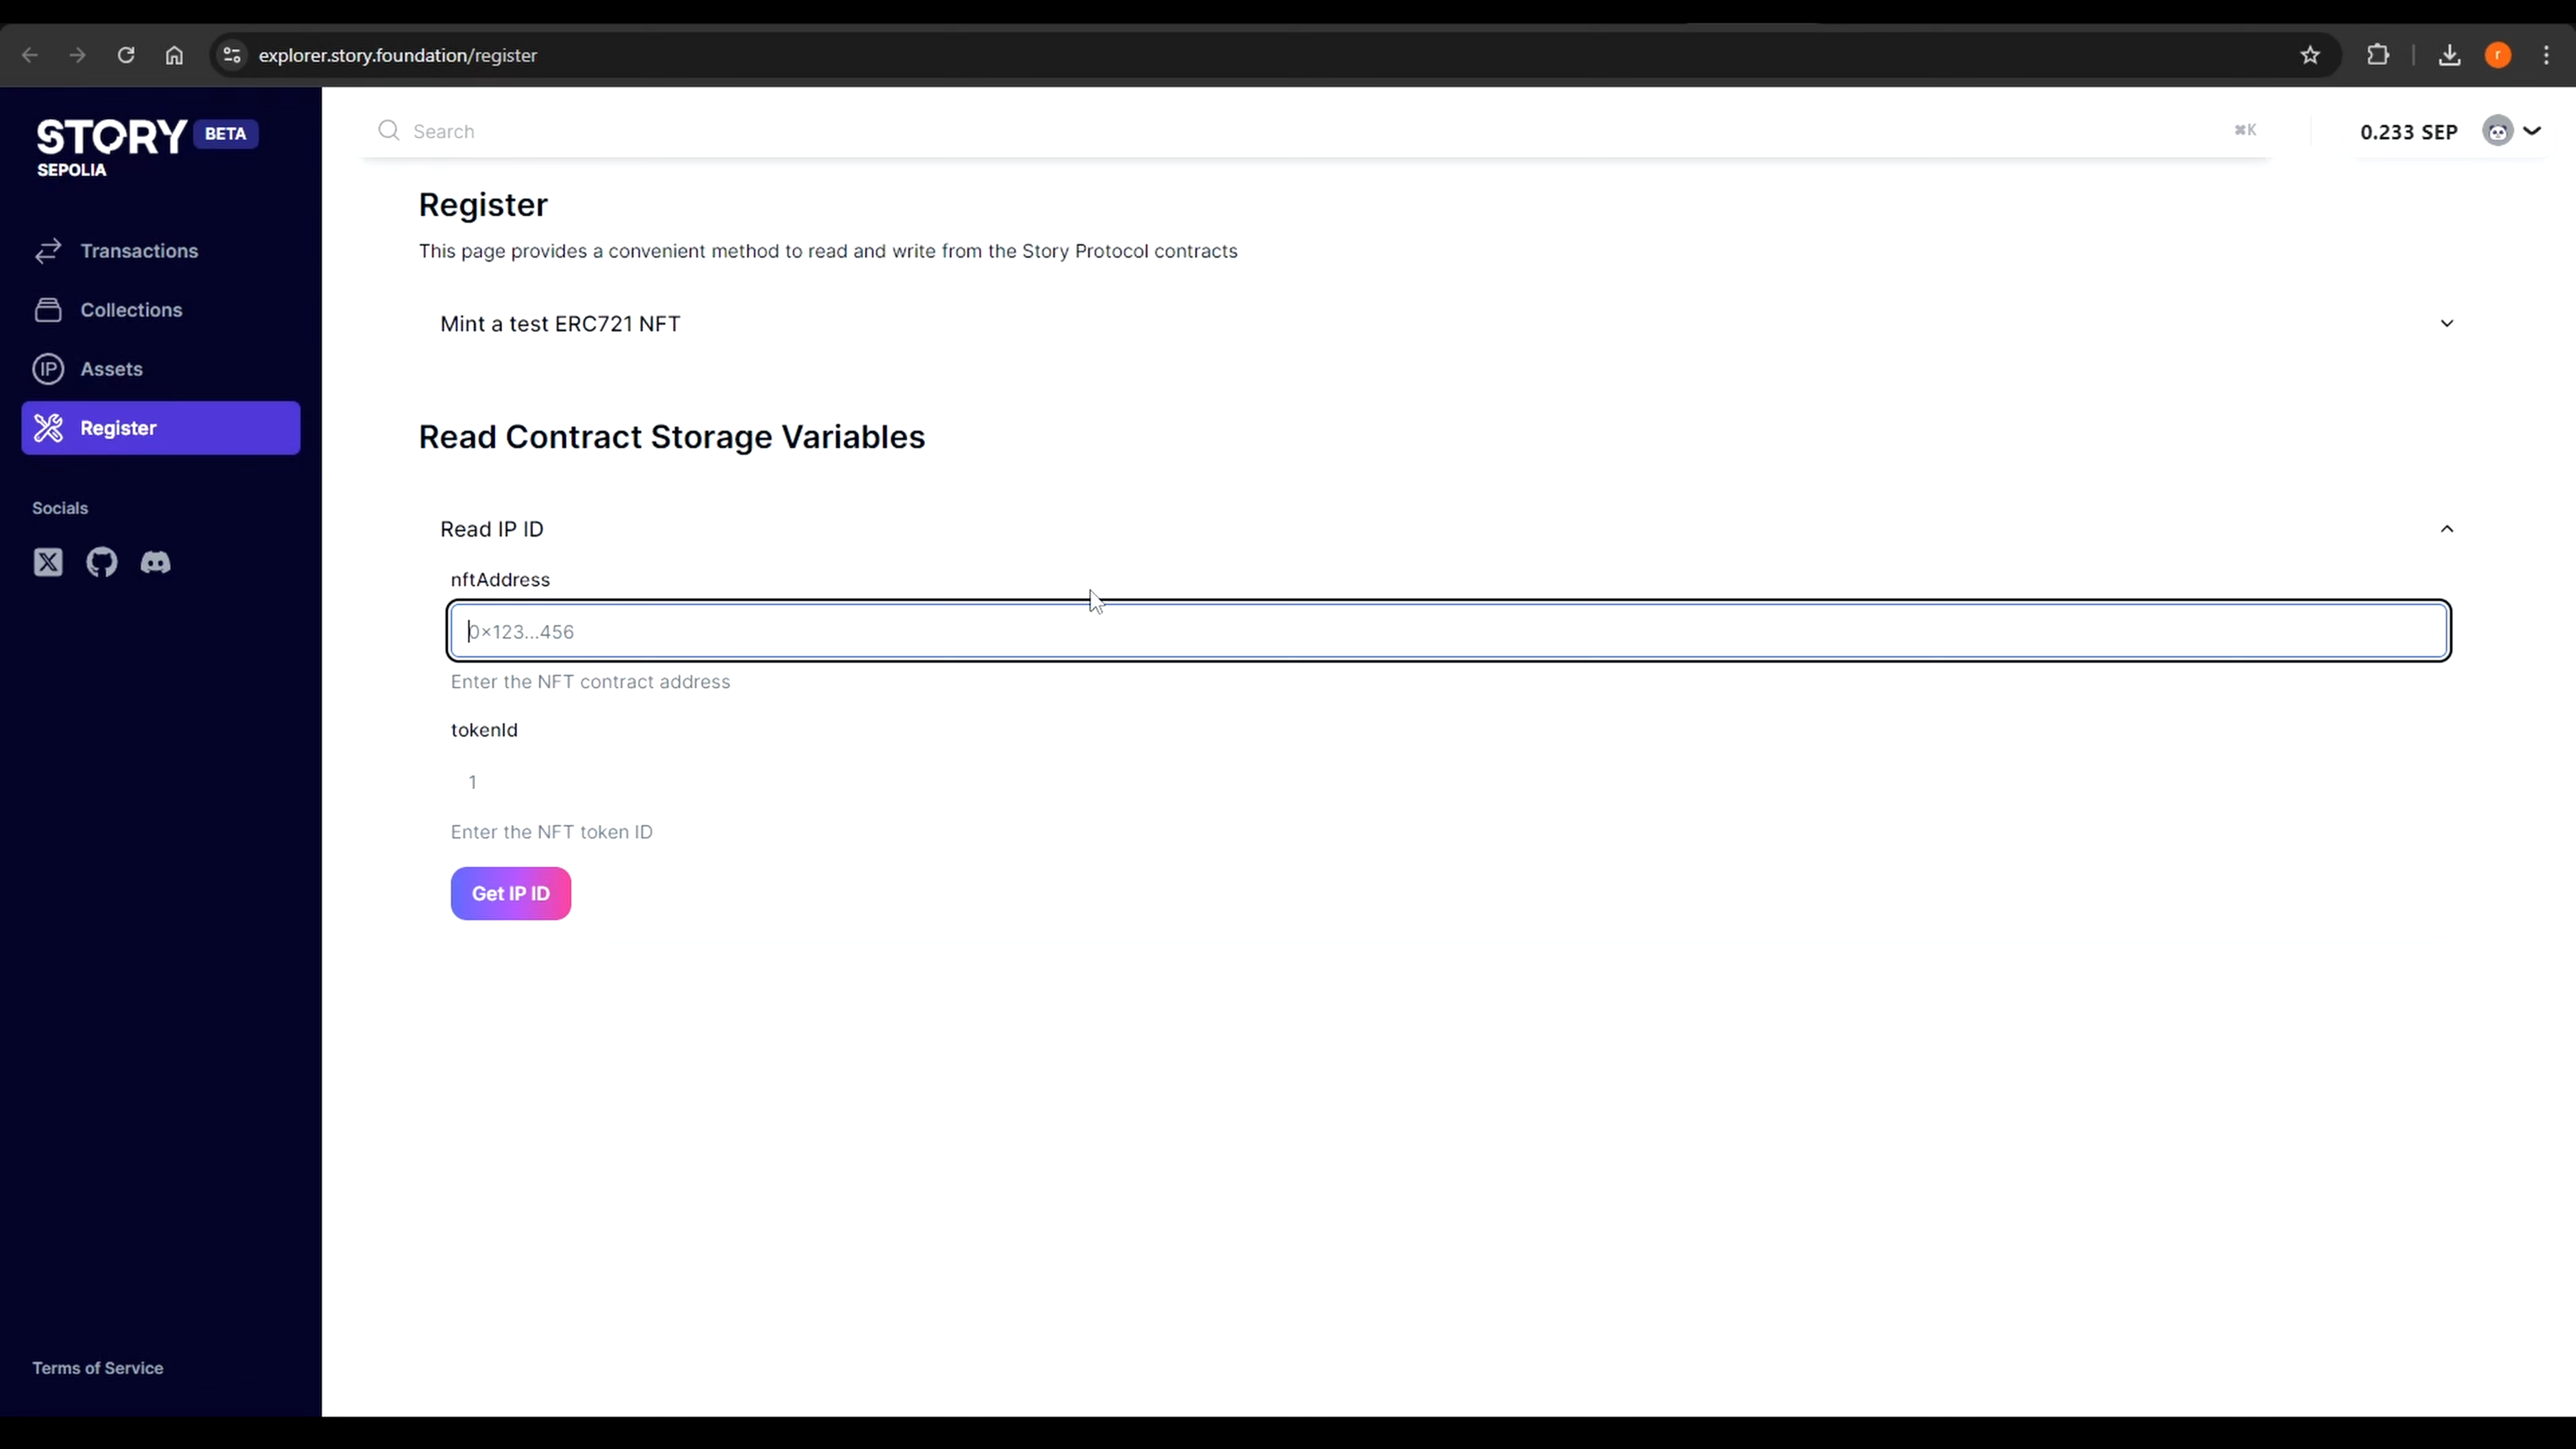 explorer.story.foundation/register
r
STORY BETA
SEPOLIA
Search
⌘K
0.233 SEP
Transactions
Collections
IP Assets
Register
Socials
Terms of Service
Register
This page provides a convenient method to read and write from the Story Protocol contracts
Mint a test ERC721 NFT
Read Contract Storage Variables
Read IP ID
nftAddress
0×123...456
Enter the NFT contract address
tokenId
1
Enter the NFT token ID
Get IP ID